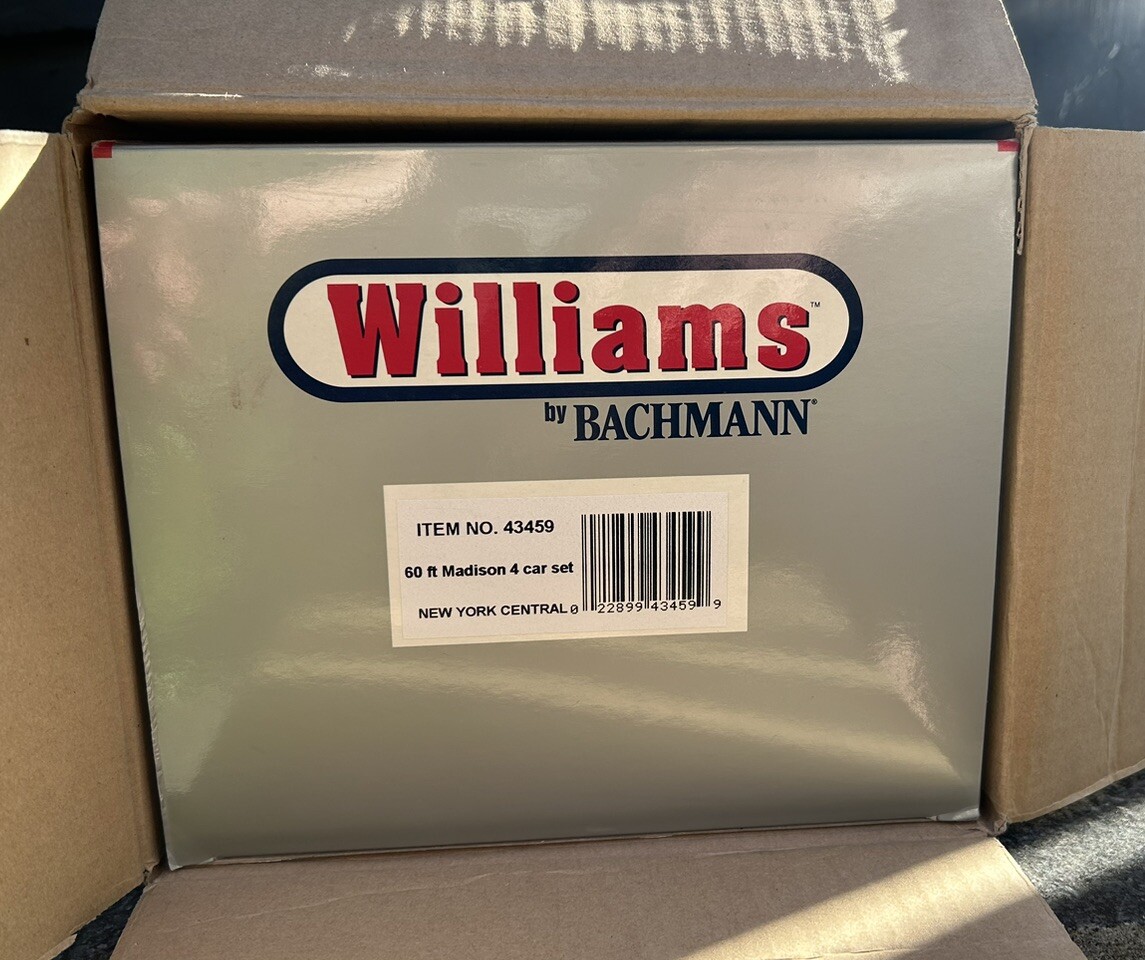 Williams™
by BACHMANN®
ITEM NO. 43459
60 ft Madison 4 car set
NEW YORK CENTRAL
0 22899 43459 9